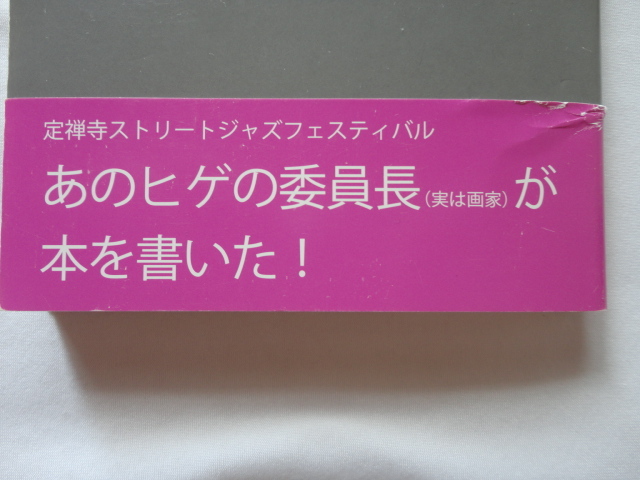 定禅寺ストリートジャズフェスティバル
あのヒゲの委員長（実は画家）が
本を書いた！